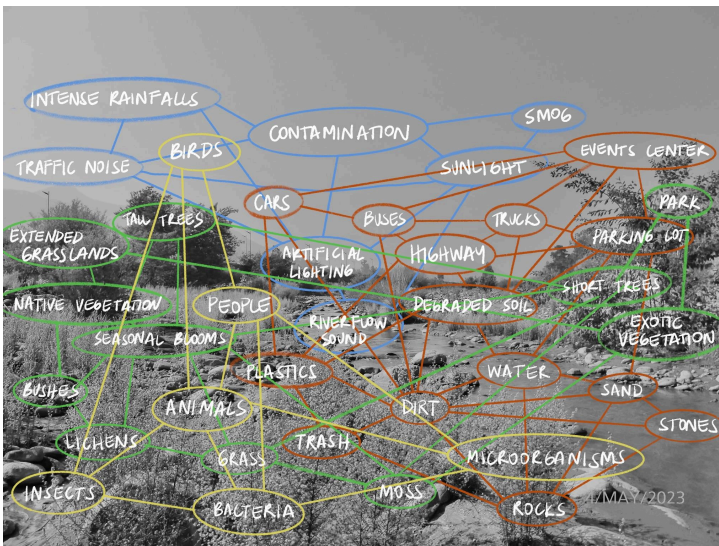 INTENSE RAINFALLS
CONTAMINATION
SMOG
TRAFFIC NOISE
BIRDS
SUNLIGHT
EVENTS CENTER
CARS
BUSES
TRUCKS
PARK
TALL TREES
EXTENDED
GRASSLANDS
ARTIFICIAL
LIGHTING
HIGHWAY
PARKING LOT
NATIVE VEGETATION
PEOPLE
DEGRADED SOIL
SHORT TREES
SEASONAL BLOOMS
RIVERFLOW
SOUND
EXOTIC
VEGETATION
PLASTICS
WATER
BUSHES
ANIMALS
DIRT
SAND
STONES
LICHENS
GRASS
TRASH
MICROORGANISMS
INSECTS
BACTERIA
MOSS
ROCKS
/MAY/2023